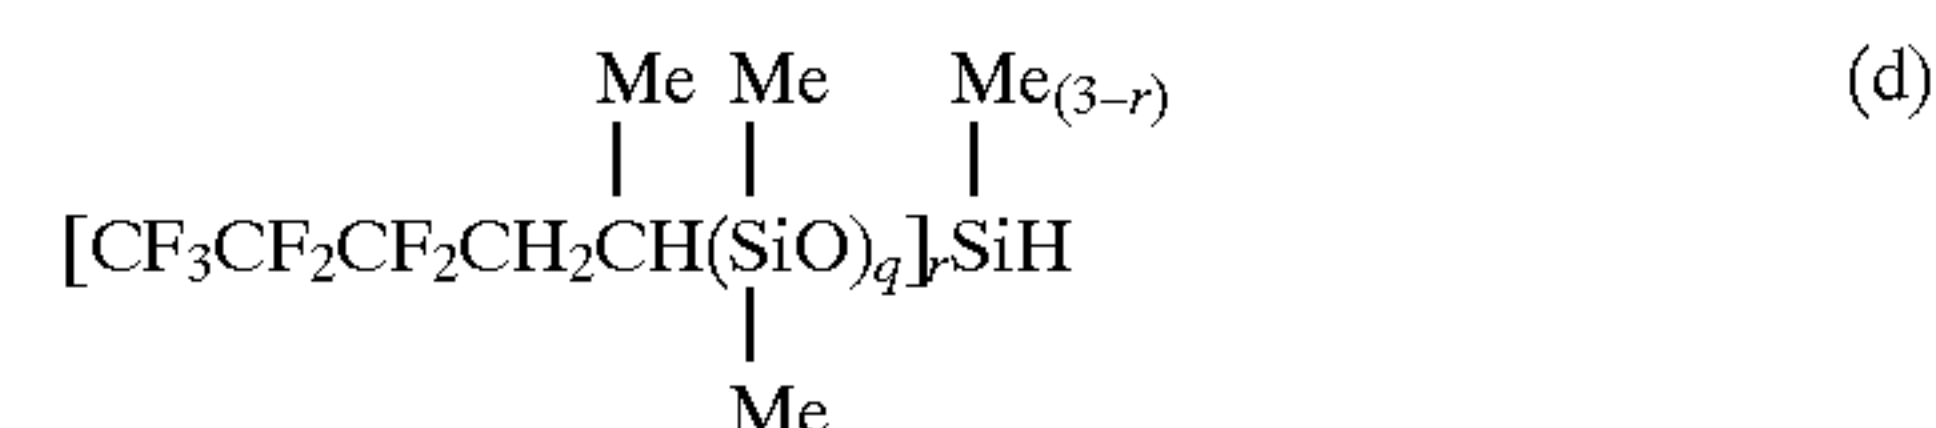 Me Me Me(3–r) (d)
[CF3CF2CF2CH2CH(SiO)q]rSiH
Me